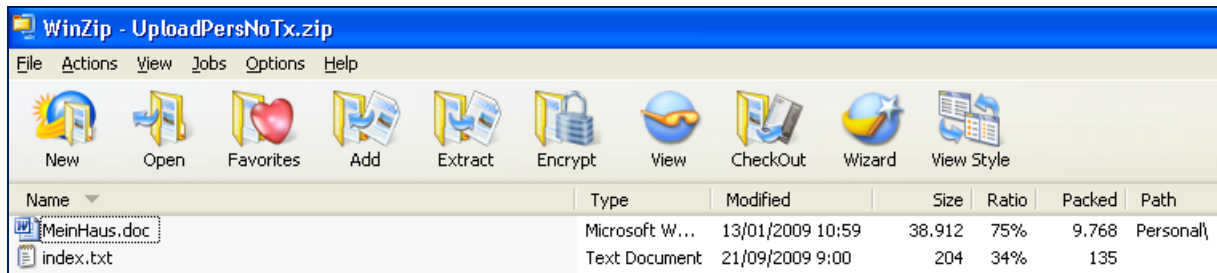 WinZip - UploadPersNoTx.zip
File Actions View Jobs Options Help
New Open Favorites Add Extract Encrypt View CheckOut Wizard View Style
Name Type Modified Size Ratio Packed Path
MeinHaus.doc Microsoft W... 13/01/2009 10:59 38.912 75% 9.768 Personal\
index.txt Text Document 21/09/2009 9:00 204 34% 135